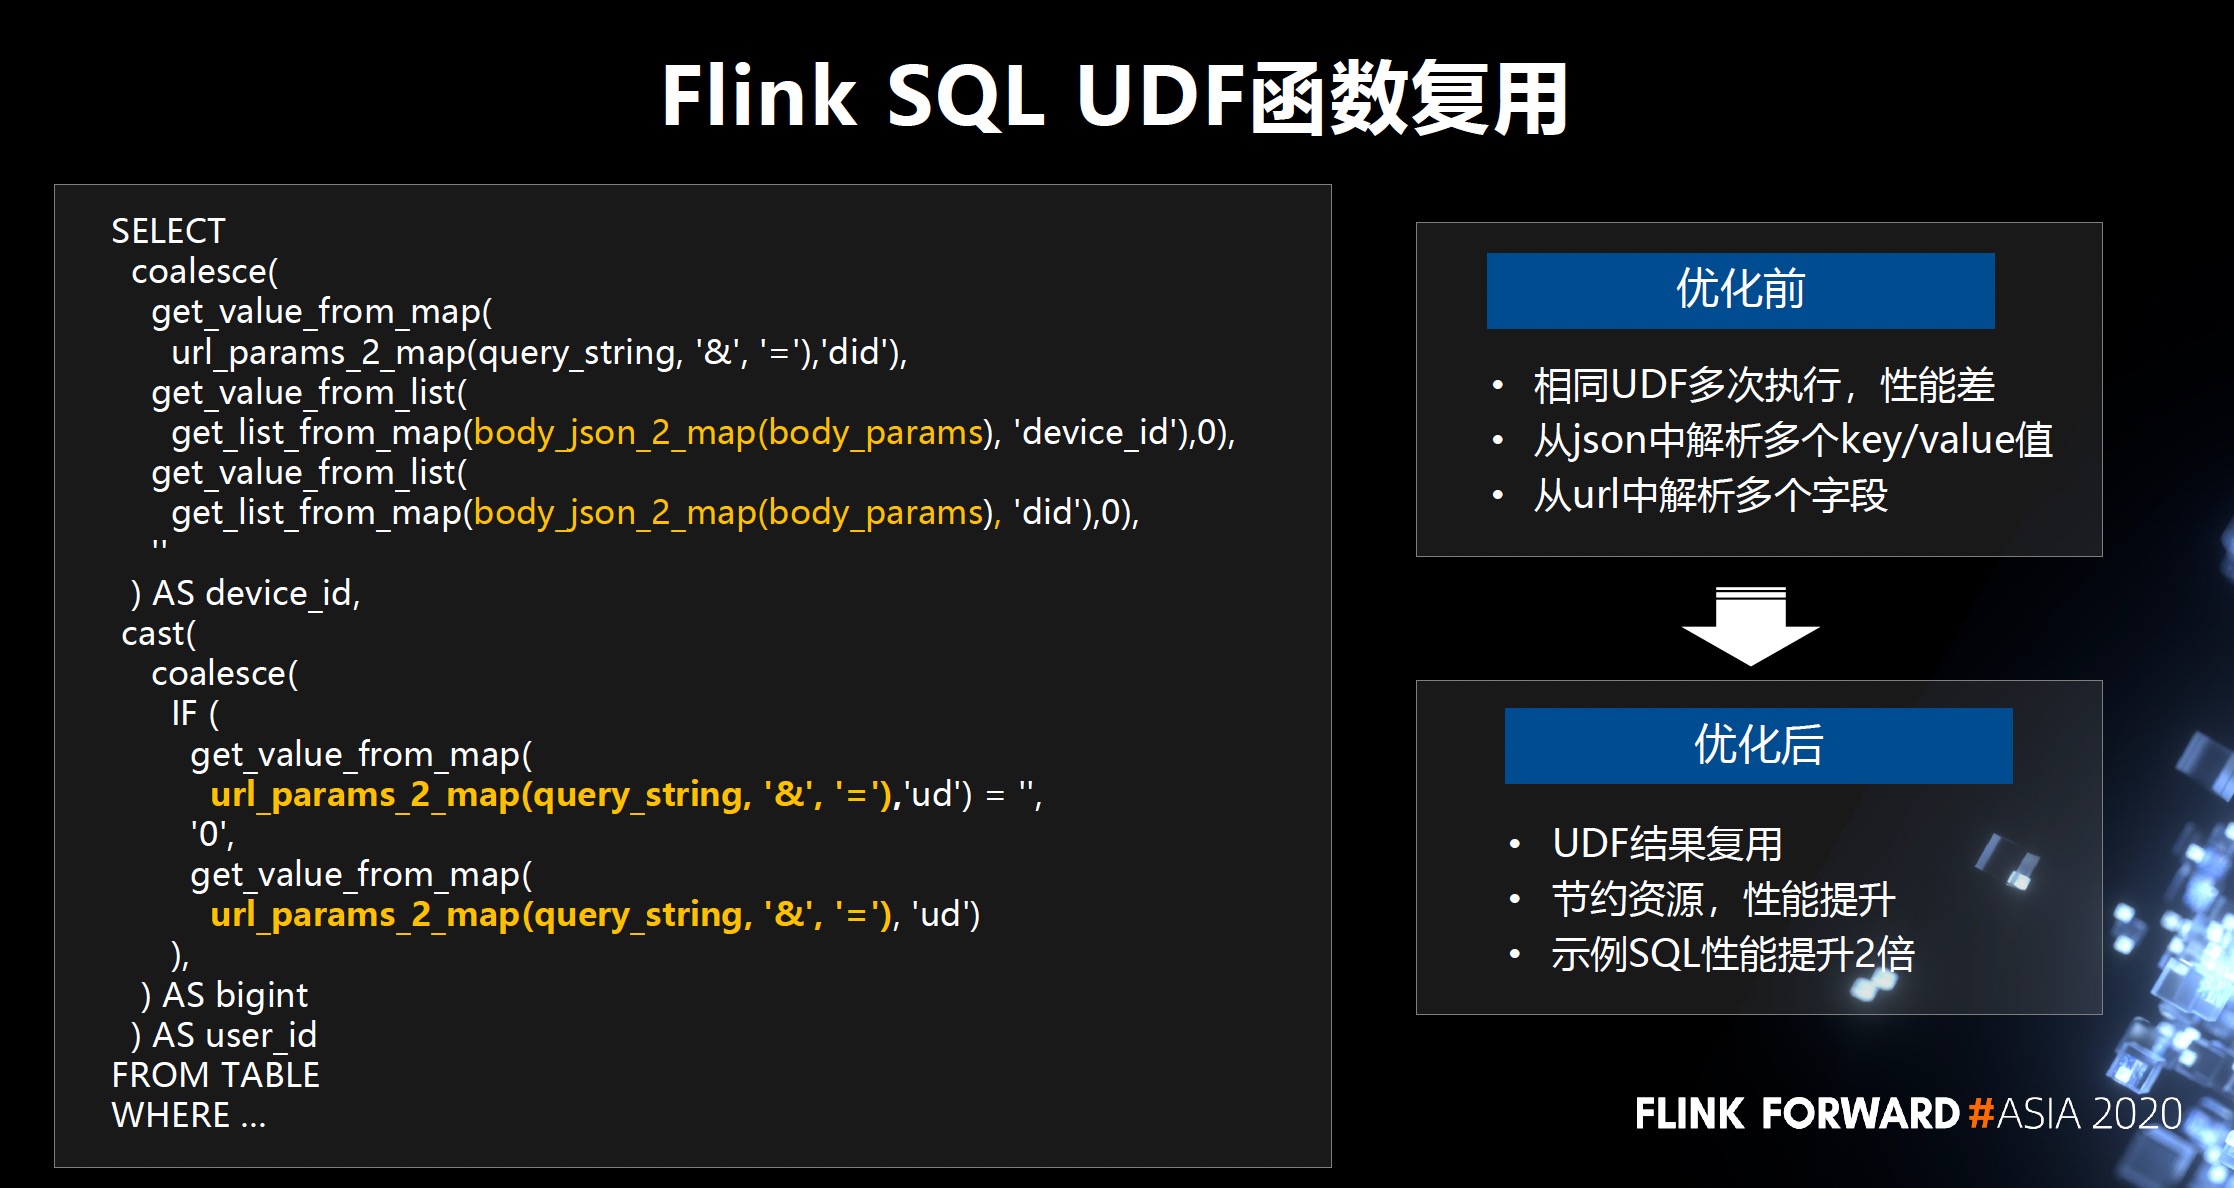 Flink SQL UDF函数复用
SELECT
coalesce(
get_value_from_map(
url_params_2_map(query_string, '&', '='),'did'),
get_value_from_list(
get_list_from_map(body_json_2_map(body_params), 'device_id'),0),
get_value_from_list(
get_list_from_map(body_json_2_map(body_params), 'did'),0),
''
) AS device_id,
cast(
coalesce(
IF (
get_value_from_map(
url_params_2_map(query_string, '&', '='),'ud') = '',
'0',
get_value_from_map(
url_params_2_map(query_string, '&', '='), 'ud')
),
) AS bigint
) AS user_id
FROM TABLE
WHERE ...
优化前
• 相同UDF多次执行，性能差
• 从json中解析多个key/value值
• 从url中解析多个字段
优化后
• UDF结果复用
• 节约资源，性能提升
• 示例SQL性能提升2倍
FLINK FORWARD #ASIA 2020